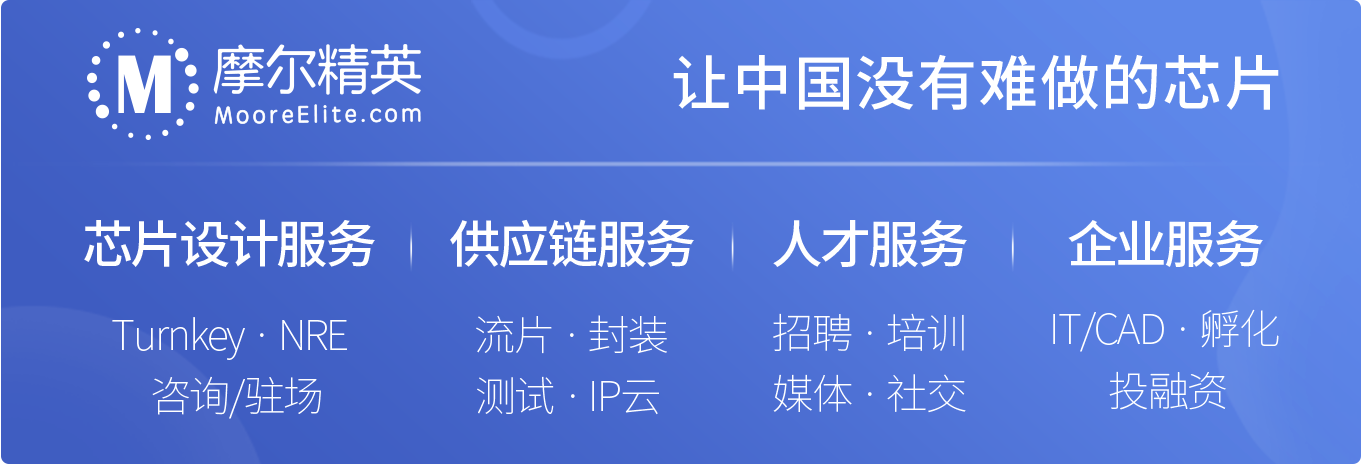 M 摩尔精英
MooreElite.com
让中国没有难做的芯片
芯片设计服务
供应链服务
人才服务
企业服务
Turnkey · NRE
咨询/驻场
流片 · 封装
测试 · IP云
招聘 · 培训
媒体 · 社交
IT/CAD · 孵化
投融资